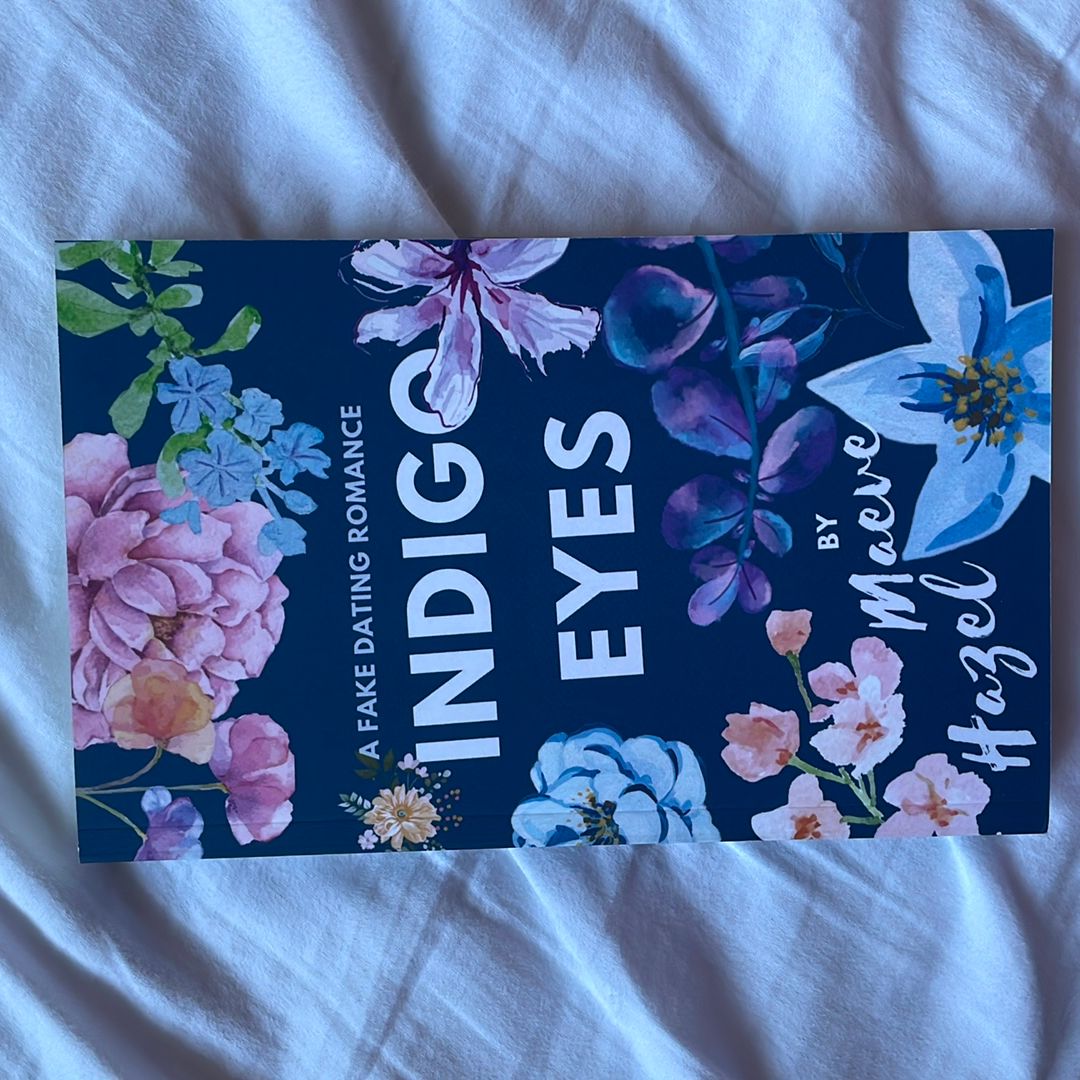 A FAKE DATING ROMANCE
INDIGO
EYES
BY
Maeve
Hazel